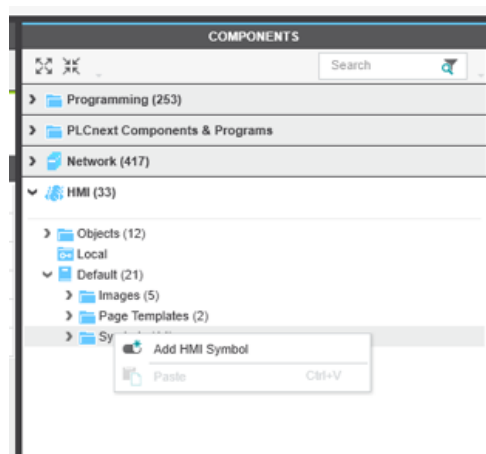 COMPONENTS
Search
Programming (253)
PLCnext Components & Programs
Network (417)
HMI (33)
Objects (12)
Local
Default (21)
Images (5)
Page Templates (2)
Add HMI Symbol
Paste Ctrl+V